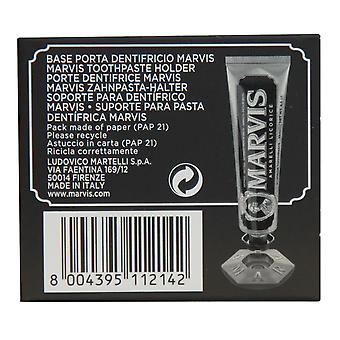 BASE PORTA DENTIFRICIO MARVIS
MARVIS TOOTHPASTE HOLDER
PORTE DENTIFRICE MARVIS
MARVIS ZAHNPASTA-HALTER
SOPORTE PARA DENTÍFRICO
MARVIS • SUPORTE PARA PASTA
DENTÍFRICA MARVIS
Pack made of paper (PAP 21)
Please recycle
Astuccio in carta (PAP 21)
Ricicla correttamente
LUDOVICO MARTELLI S.p.A.
VIA FAENTINA 169/12
50014 FIRENZE
MADE IN ITALY
www.marvis.com
8 004395 112142
MARVIS
AMARELLI LICORICE